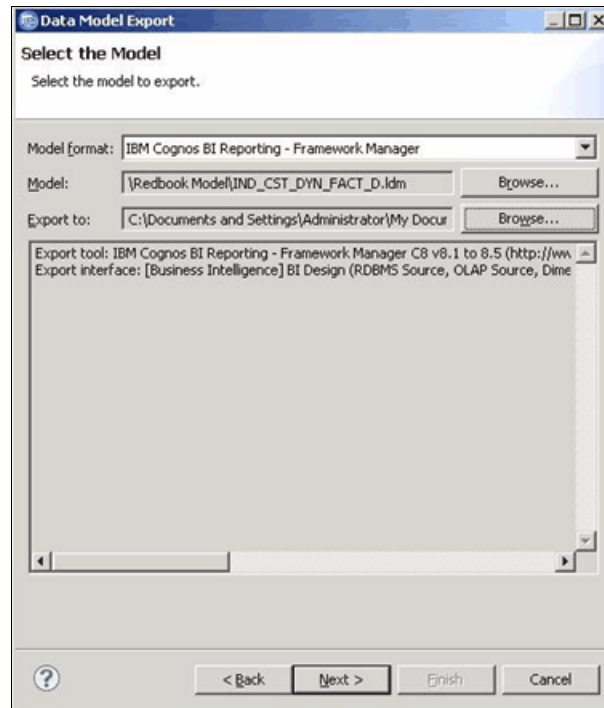 Data Model Export
Select the Model
Select the model to export.
Model format: IBM Cognos BI Reporting - Framework Manager
Model: \Redbook Model\IND_CST_DYN_FACT_D.ldm Browse...
Export to: C:\Documents and Settings\Administrator\My Docur Browse...
Export tool: IBM Cognos BI Reporting - Framework Manager C8 v8.1 to 8.5 (http://ww
Export interface: [Business Intelligence] BI Design (RDBMS Source, OLAP Source, Dime
? < Back Next > Finish Cancel